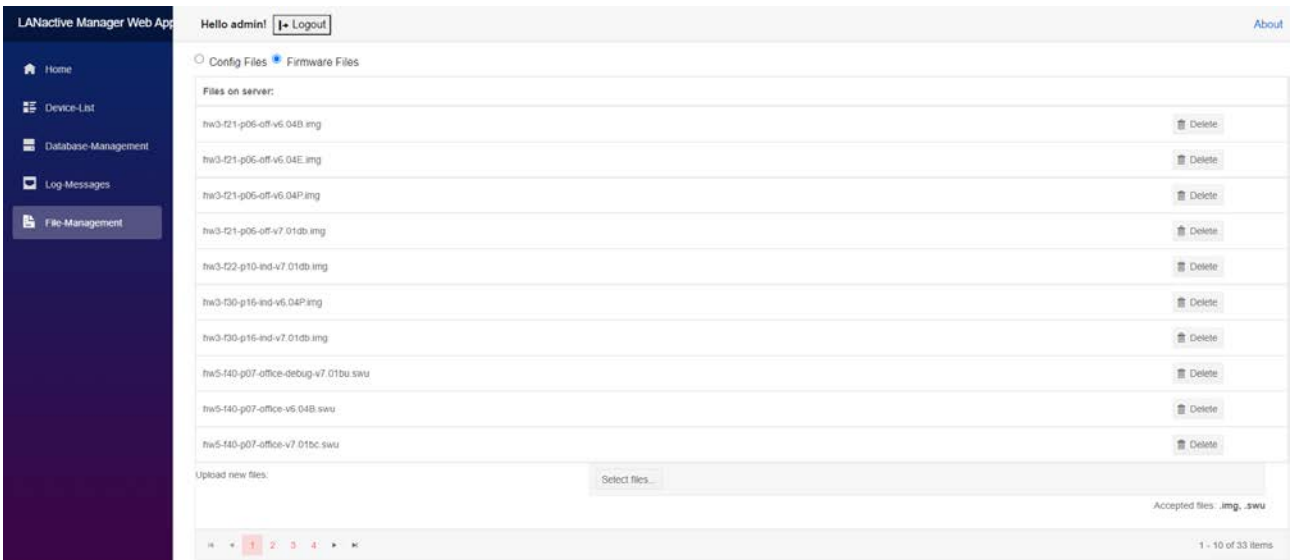 LANactive Manager Web App
Hello admin! Logout
About
Home
Device-List
Database-Management
Log-Messages
File-Management
Config Files Firmware Files
Files on server:
hw3-f21-p06-off-v6.04B.img Delete
hw3-f21-p06-off-v6.04E.img Delete
hw3-f21-p06-off-v6.04P.img Delete
hw3-f21-p06-off-v7.01db.img Delete
hw3-f22-p10-ind-v7.01db.img Delete
hw3-f30-p16-ind-v6.04P.img Delete
hw3-f30-p16-ind-v7.01db.img Delete
hw5-f40-p07-office-debug-v7.01bu.swu Delete
hw5-f40-p07-office-v6.04B.swu Delete
hw5-f40-p07-office-v7.01bc.swu Delete
Upload new files: Select files...
Accepted files: .img, .swu
1 2 3 4
1 - 10 of 33 items